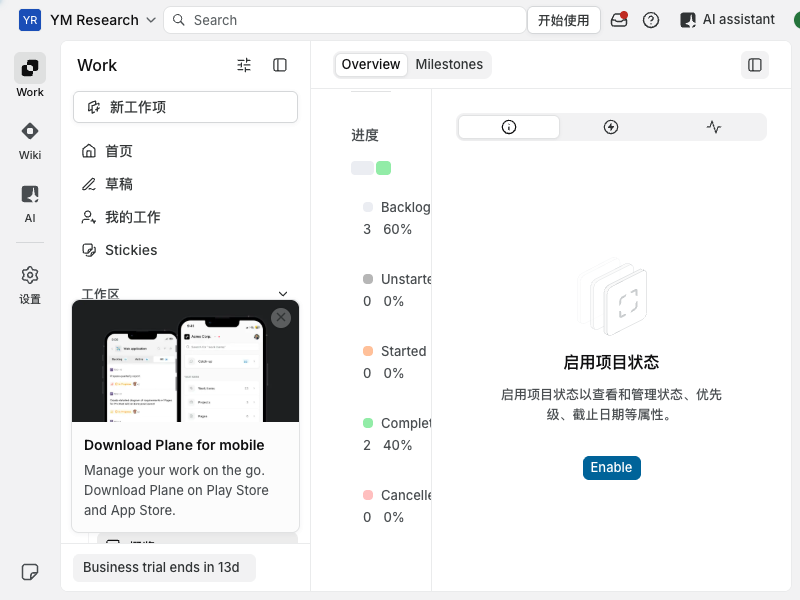 YR YM Research
Search
开始使用
AI assistant
Work
Wiki
AI
设置
Work
新工作项
首页
草稿
我的工作
Stickies
工作区
Download Plane for mobile
Manage your work on the go.
Download Plane on Play Store
and App Store.
Business trial ends in 13d
Overview
Milestones
进度
Backlog
3 60%
Unstarte
0 0%
Started
0 0%
Complet
2 40%
Cancelle
0 0%
启用项目状态
启用项目状态以查看和管理状态、优先
级、截止日期等属性。
Enable